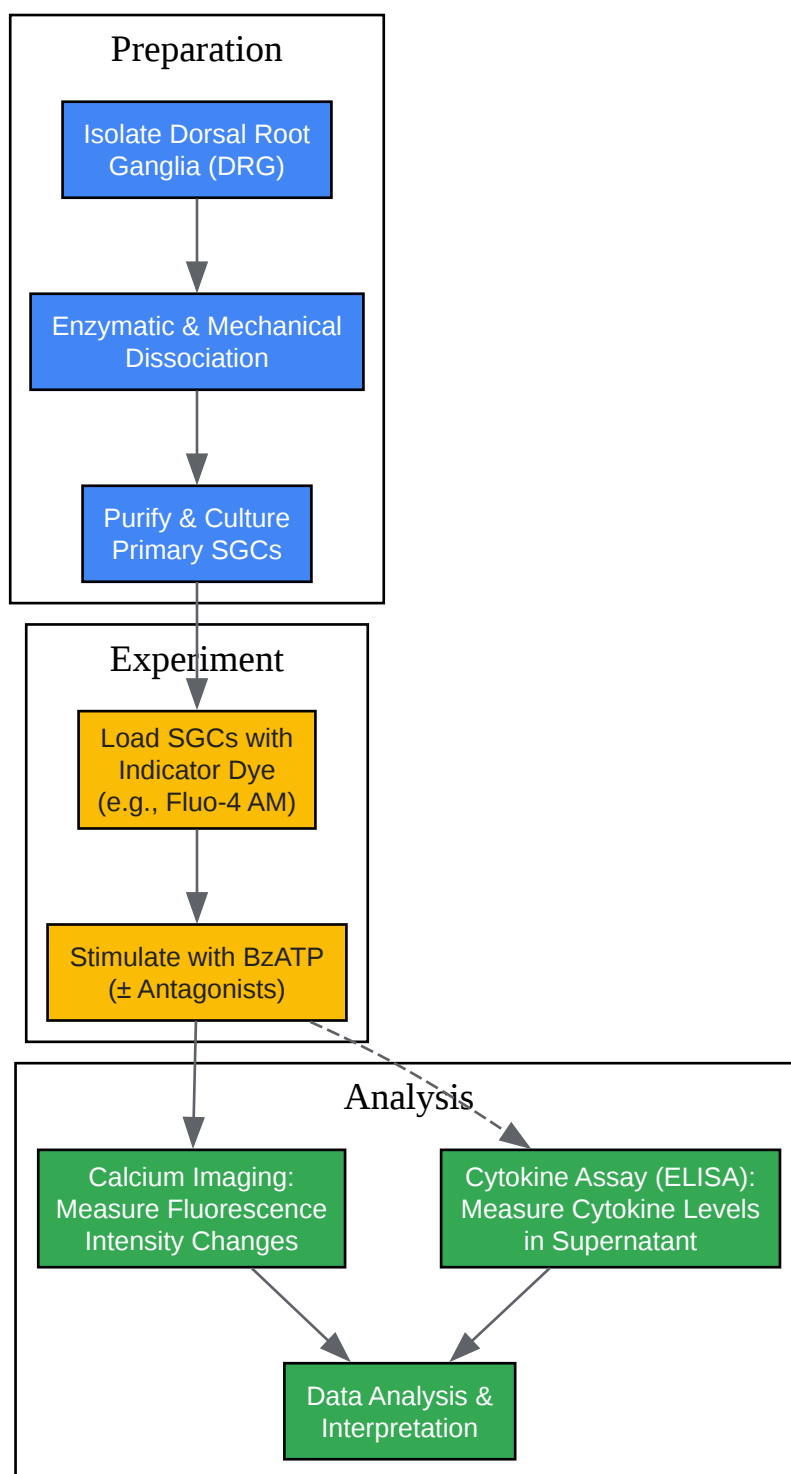 Preparation
Isolate Dorsal Root
Ganglia (DRG)
Enzymatic & Mechanical
Dissociation
Purify & Culture
Primary SGCs
Experiment
Load SGCs with
Indicator Dye
(e.g., Fluo-4 AM)
Stimulate with BzATP
(± Antagonists)
Analysis
Calcium Imaging:
Measure Fluorescence
Intensity Changes
Cytokine Assay (ELISA):
Measure Cytokine Levels
in Supernatant
Data Analysis &
Interpretation